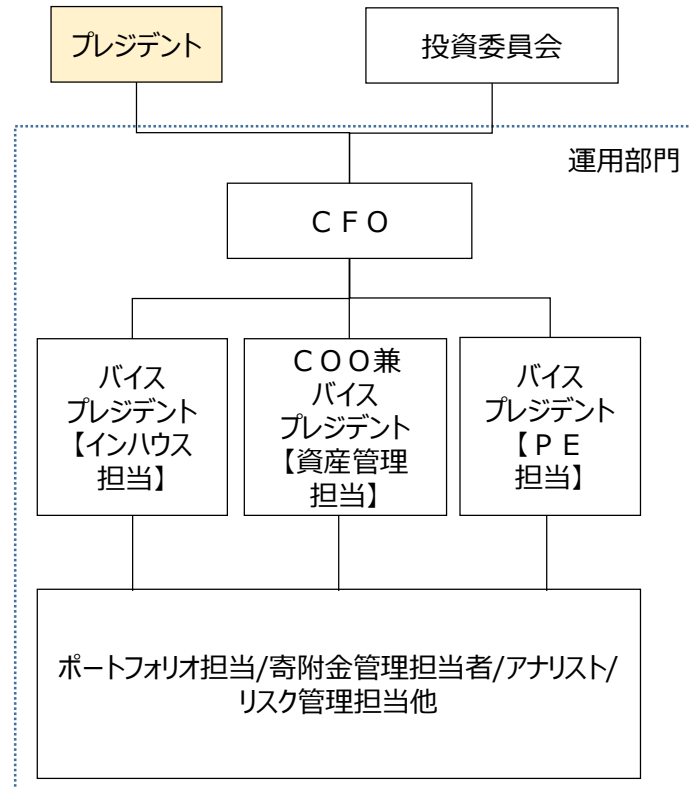 プレジデント
投資委員会
運用部門
ＣＦＯ
バイス
プレジデント
【インハウス
担当】
ＣＯＯ兼
バイス
プレジデント
【資産管理
担当】
バイス
プレジデント
【ＰＥ
担当】
ポートフォリオ担当/寄附金管理担当者/アナリスト/
リスク管理担当他